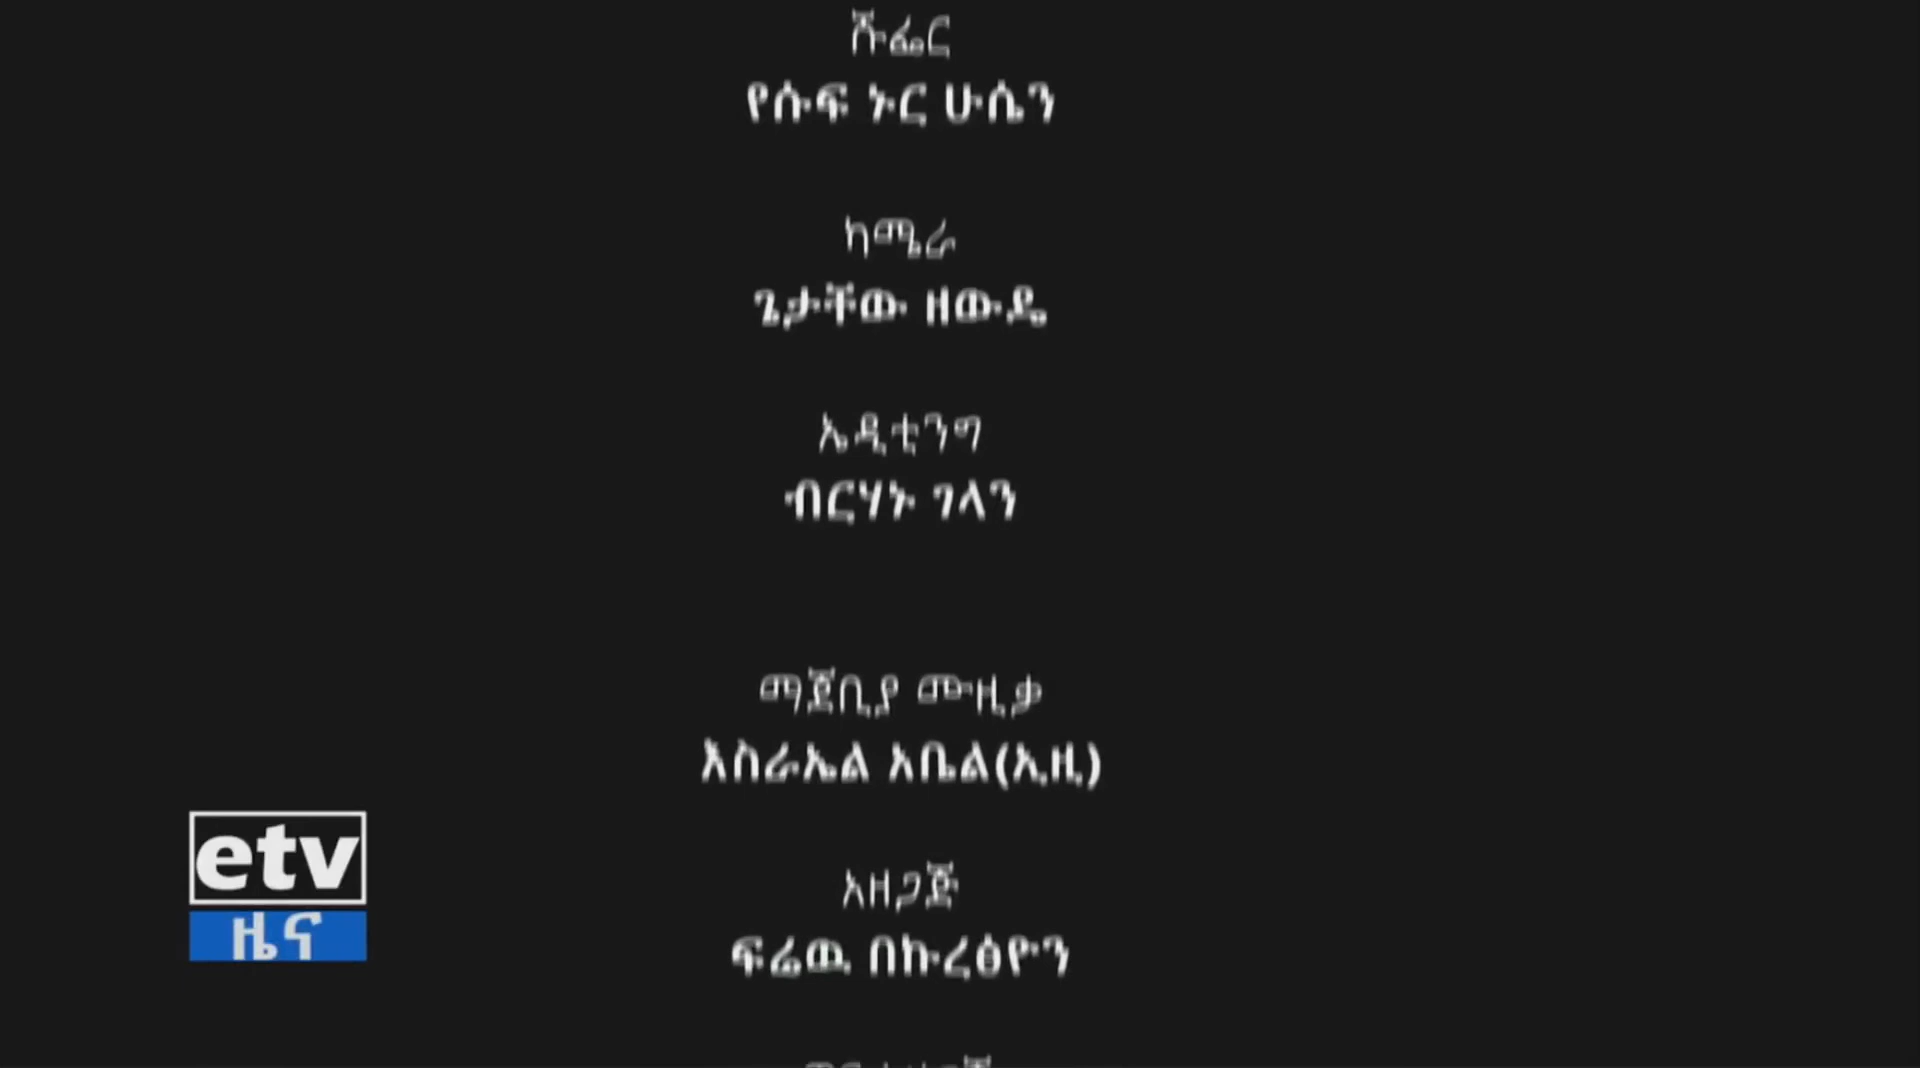 ሹፌር
የሱፍ ኑር ሁሴን
ካሜራ
ጌታቸው ዘውዴ
ኤዲቲንግ
ብርሃኑ ገላን
ማጀቢያ ሙዚቃ
እስራኤል አቤል(ኢዚ)
አዘጋጅ
ፍሬዉ በኩረፅዮን
etv
ዜና